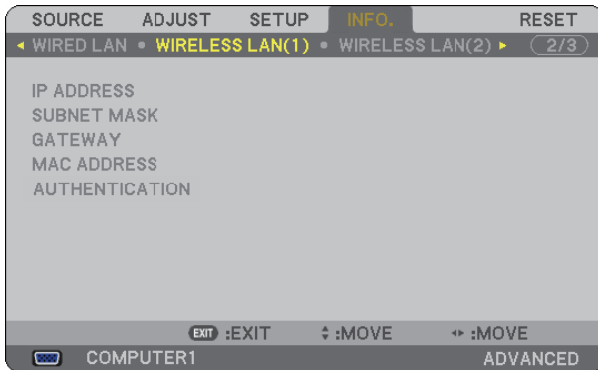 SOURCE ADJUST SETUP INFO. RESET
WIRED LAN • WIRELESS LAN(1) • WIRELESS LAN(2) 2/3
IP ADDRESS
SUBNET MASK
GATEWAY
MAC ADDRESS
AUTHENTICATION
EXIT :EXIT :MOVE :MOVE
COMPUTER1 ADVANCED